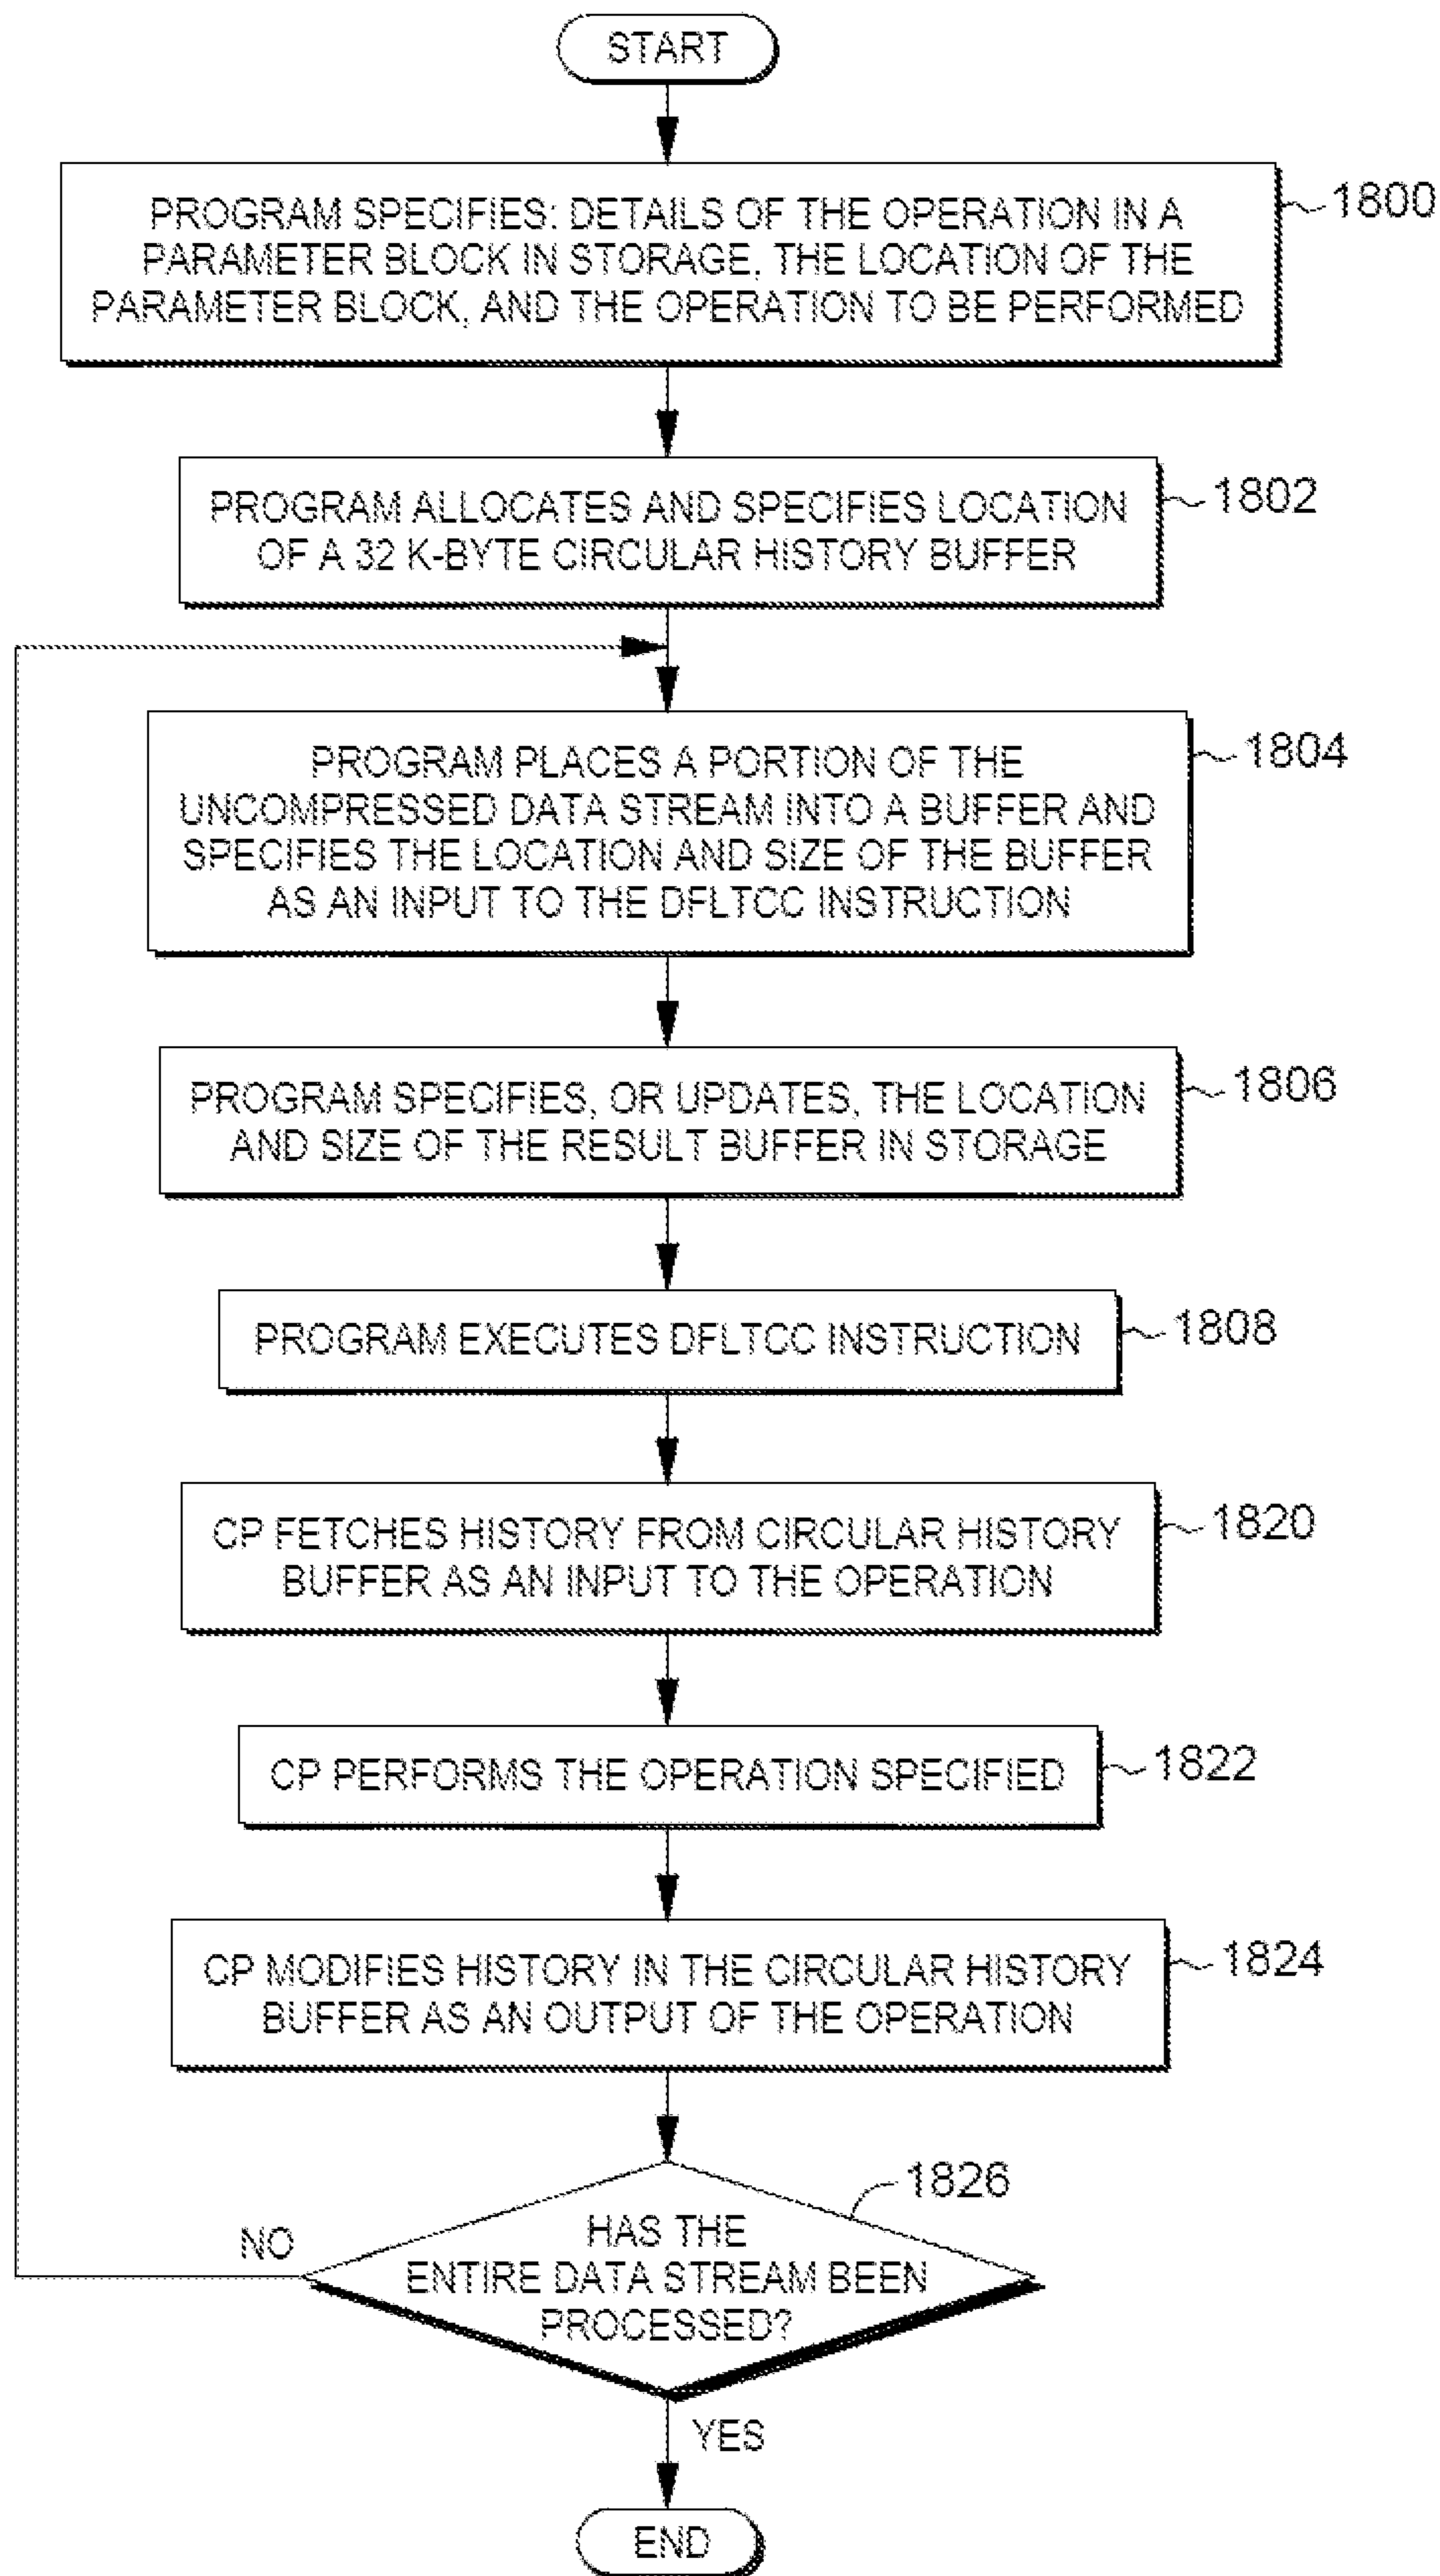 START
PROGRAM SPECIFIES: DETAILS OF THE OPERATION IN A
PARAMETER BLOCK IN STORAGE, THE LOCATION OF THE
PARAMETER BLOCK, AND THE OPERATION TO BE PERFORMED
1800
PROGRAM ALLOCATES AND SPECIFIES LOCATION
OF A 32 K-BYTE CIRCULAR HISTORY BUFFER
1802
PROGRAM PLACES A PORTION OF THE
UNCOMPRESSED DATA STREAM INTO A BUFFER AND
SPECIFIES THE LOCATION AND SIZE OF THE BUFFER
AS AN INPUT TO THE DFLTCC INSTRUCTION
1804
PROGRAM SPECIFIES, OR UPDATES, THE LOCATION
AND SIZE OF THE RESULT BUFFER IN STORAGE
1806
PROGRAM EXECUTES DFLTCC INSTRUCTION
1808
CP FETCHES HISTORY FROM CIRCULAR HISTORY
BUFFER AS AN INPUT TO THE OPERATION
1820
CP PERFORMS THE OPERATION SPECIFIED
1822
CP MODIFIES HISTORY IN THE CIRCULAR HISTORY
BUFFER AS AN OUTPUT OF THE OPERATION
1824
1826
HAS THE
ENTIRE DATA STREAM BEEN
PROCESSED?
NO
YES
END